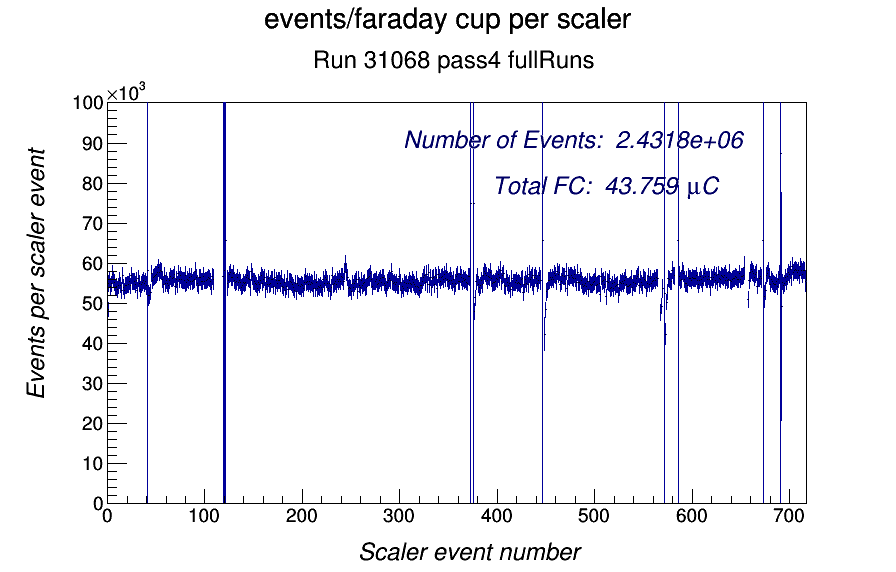 events/faraday cup per scaler
Run 31068 pass4 fullRuns
×10³
100
90
80
70
60
50
40
30
20
10
0
Events per scaler event
Number of Events: 2.4318e+06
Total FC: 43.759 μC
0 100 200 300 400 500 600 700
Scaler event number